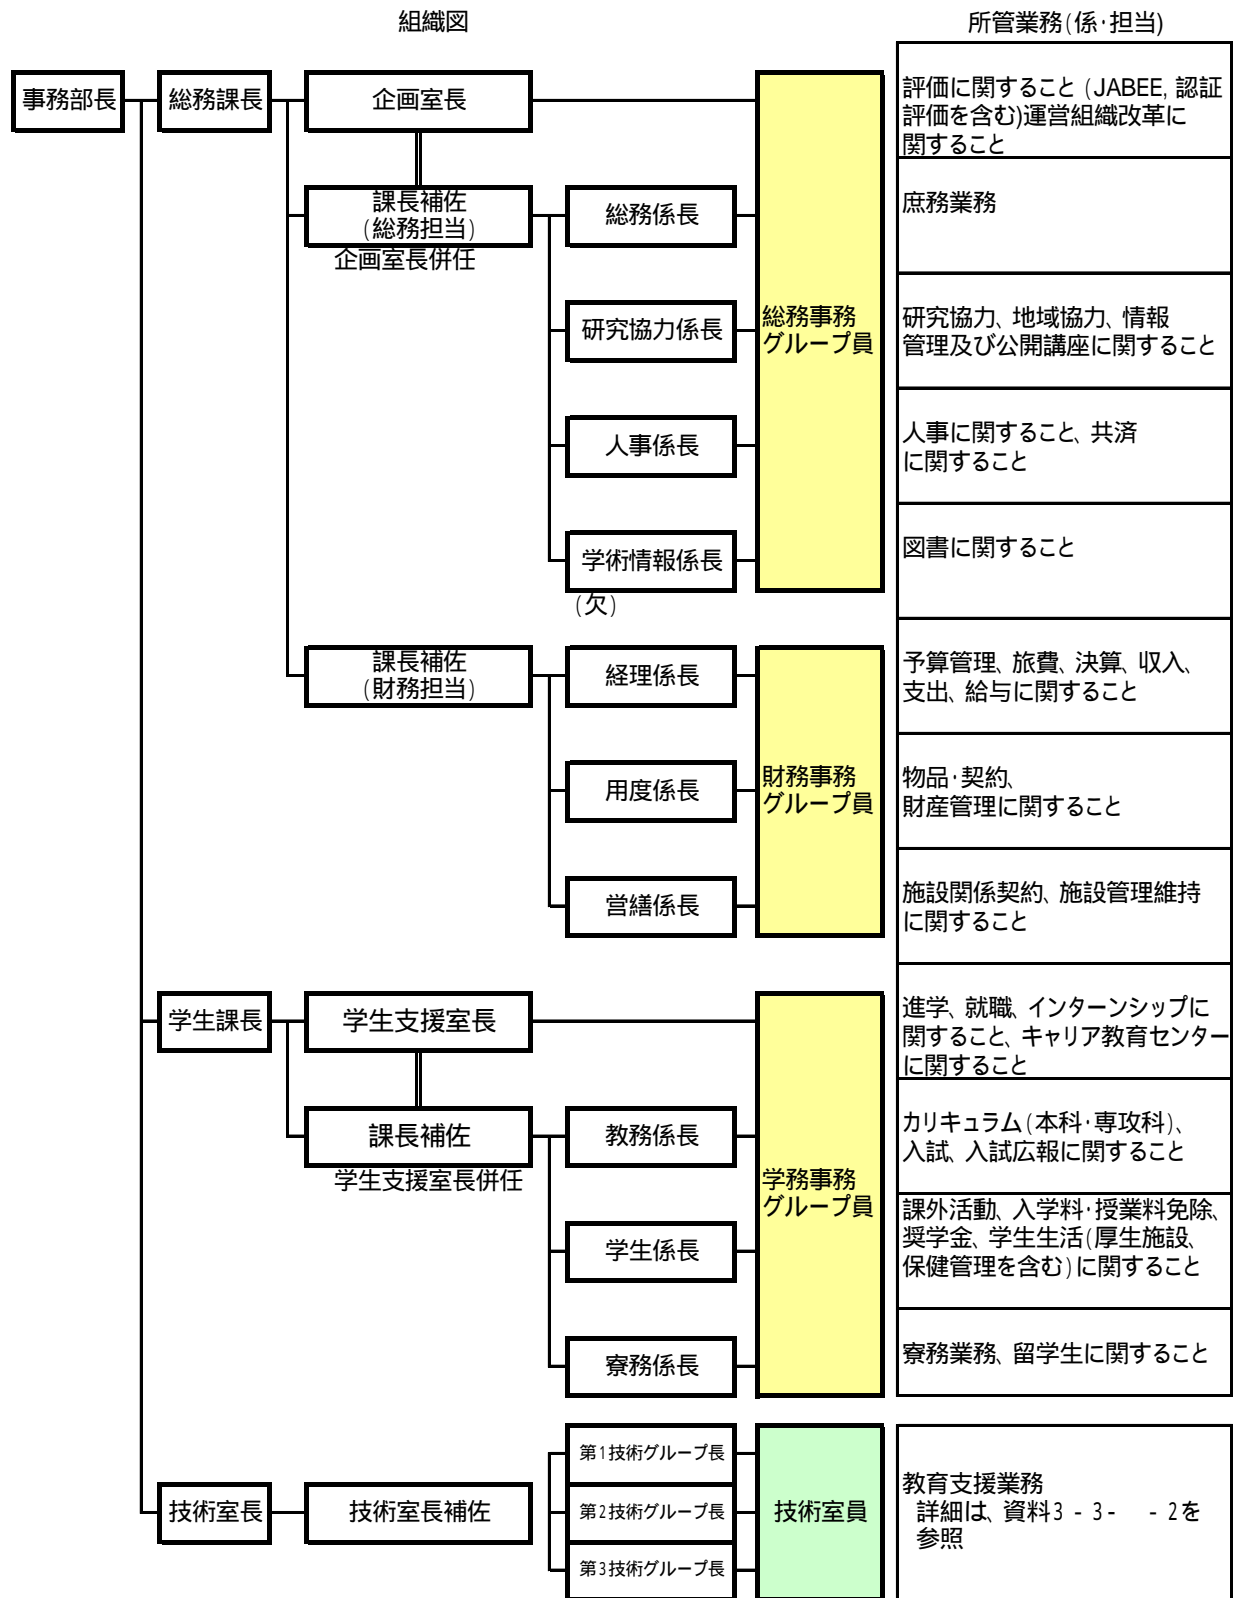 組織図
所管業務(係・担当)
事務部長
総務課長
企画室長
評価に関すること (JABEE, 認証
評価を含む)運営組織改革に
関すること
課長補佐
(総務担当)
企画室長併任
総務係長
庶務業務
研究協力係長
総務事務
グループ員
研究協力、地域協力、情報
管理及び公開講座に関すること
人事係長
人事に関すること、共済
に関すること
学術情報係長
(欠)
図書に関すること
課長補佐
(財務担当)
経理係長
予算管理、旅費、決算、収入、
支出、給与に関すること
用度係長
財務事務
グループ員
物品・契約、
財産管理に関すること
営繕係長
施設関係契約、施設管理維持
に関すること
学生課長
学生支援室長
進学、就職、インターンシップに
関すること、キャリア教育センター
に関すること
課長補佐
学生支援室長併任
教務係長
カリキュラム(本科・専攻科)、
入試、入試広報に関すること
学務事務
グループ員
学生係長
課外活動、入学料・授業料免除、
奨学金、学生生活(厚生施設、
保健管理を含む)に関すること
寮務係長
寮務業務、留学生に関すること
技術室長
技術室長補佐
第1技術グループ長
第2技術グループ長
第3技術グループ長
技術室員
教育支援業務
詳細は、資料3-3- -2を
参照